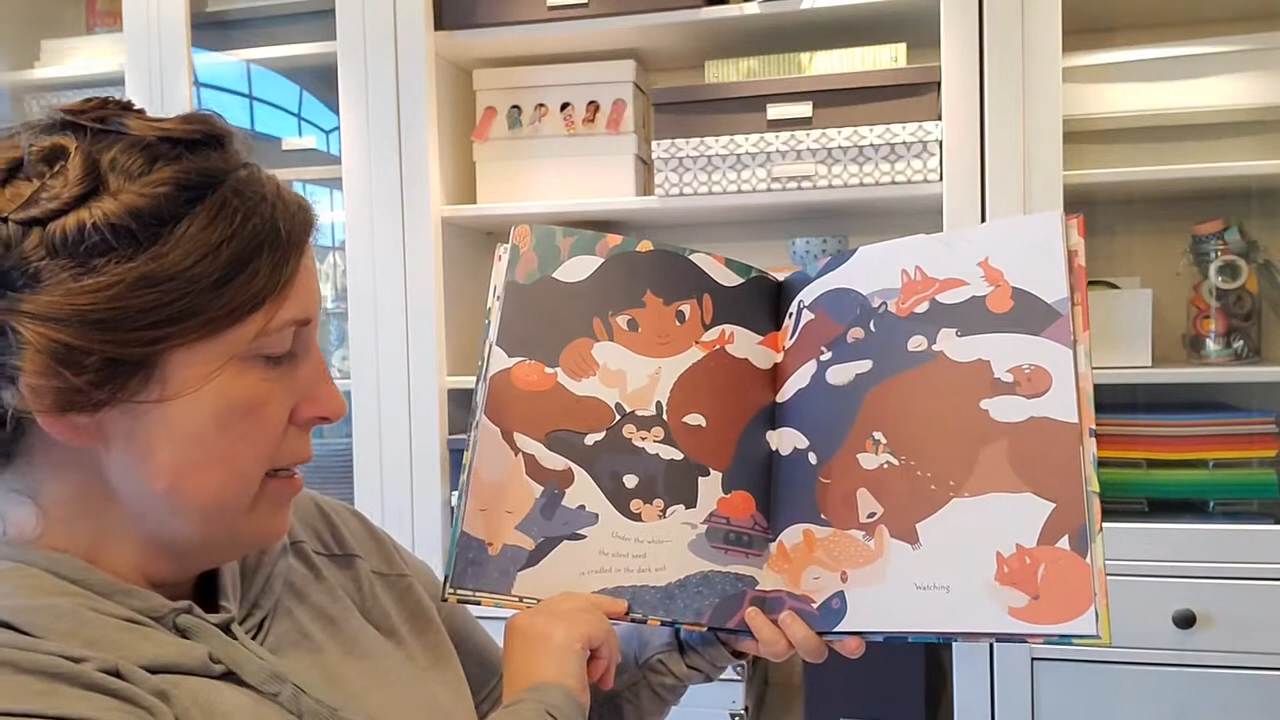 Under the white—
the silent seed
is cradled in the dark soil.
Watching.